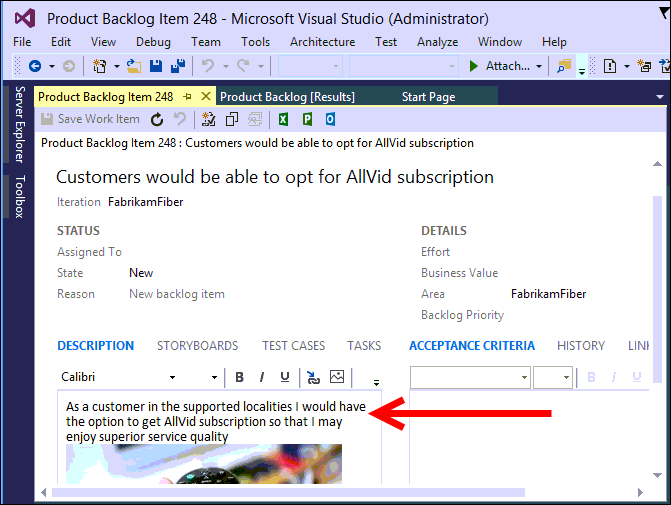 Product Backlog Item 248 - Microsoft Visual Studio (Administrator)
File Edit View Debug Team Tools Architecture Test Analyze Window Help
Attach...
Server Explorer
Toolbox
Product Backlog Item 248 Product Backlog [Results] Start Page
Save Work Item
Product Backlog Item 248 : Customers would be able to opt for AllVid subscription
Customers would be able to opt for AllVid subscription
Iteration FabrikamFiber
STATUS DETAILS
Assigned To Effort
State New Business Value
Reason New backlog item Area FabrikamFiber
Backlog Priority
DESCRIPTION STORYBOARDS TEST CASES TASKS ACCEPTANCE CRITERIA HISTORY LINK
Calibri B I U B I U
As a customer in the supported localities I would have
the option to get AllVid subscription so that I may
enjoy superior service quality